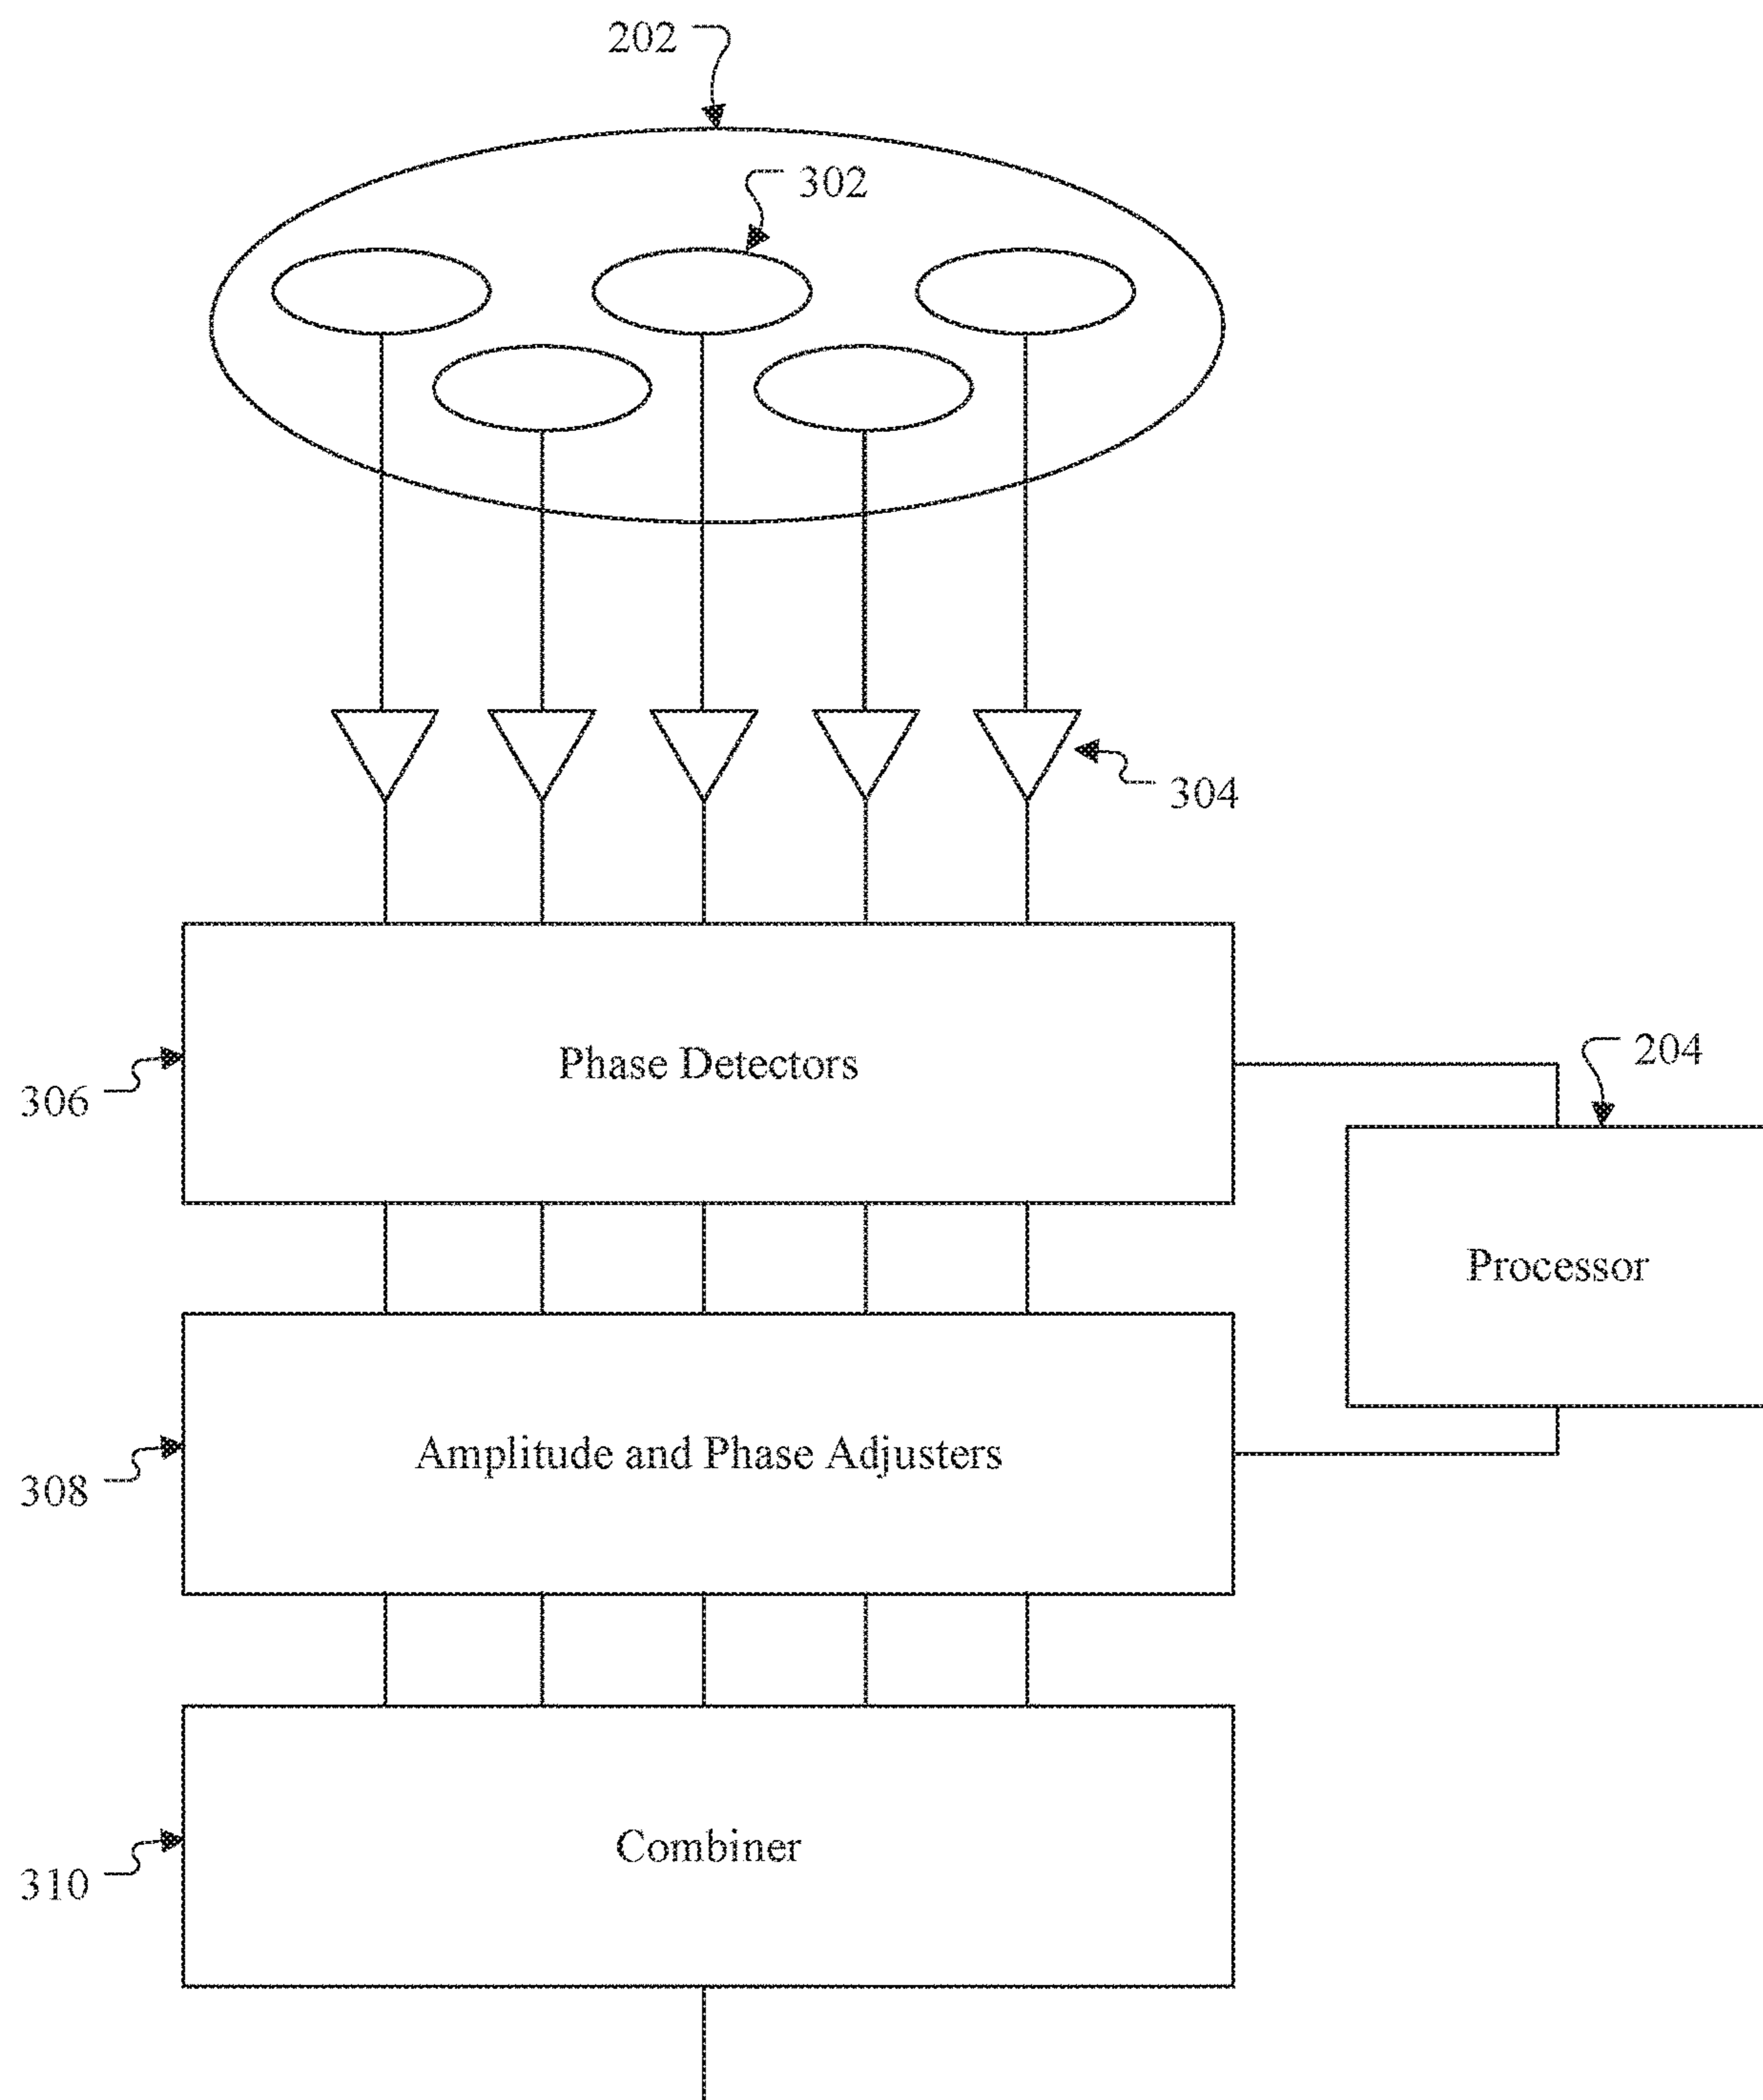 202
302
304
Phase Detectors
306
204
Processor
Amplitude and Phase Adjusters
308
Combiner
310